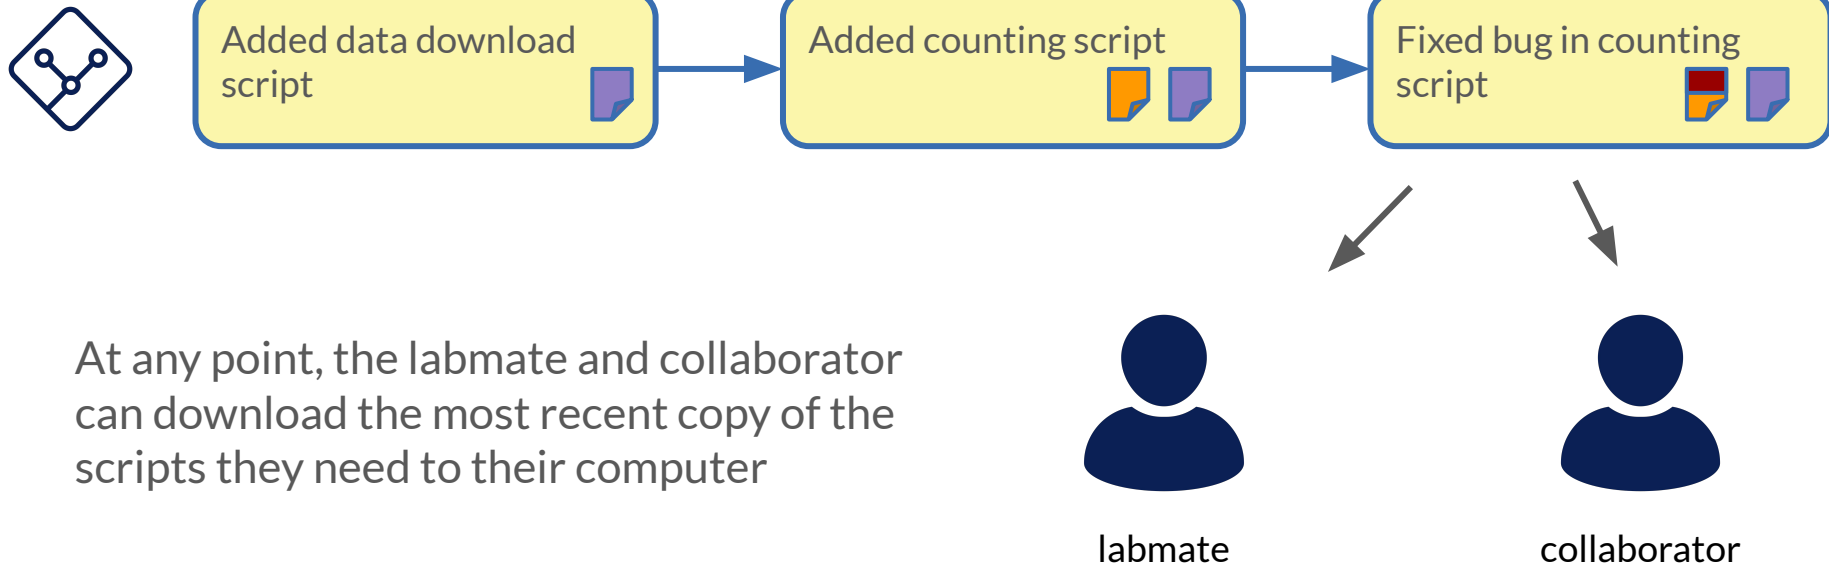 Added data download
script
Added counting script
Fixed bug in counting
script
At any point, the labmate and collaborator
can download the most recent copy of the
scripts they need to their computer
labmate
collaborator